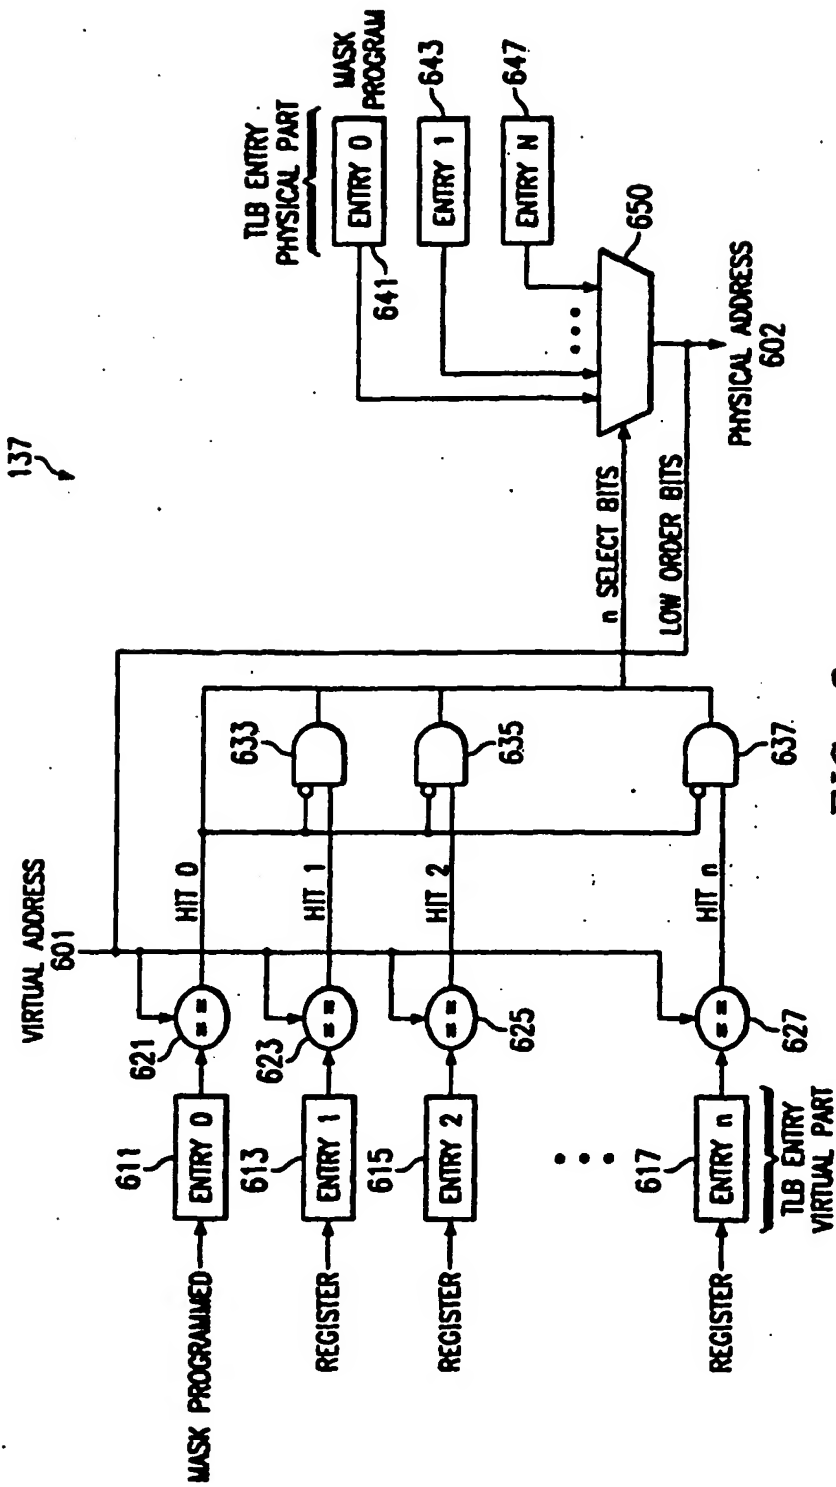 137
VIRTUAL ADDRESS
601
MASK PROGRAMMED
611
ENTRY 0
621
==
HIT 0
REGISTER
613
ENTRY 1
623
==
HIT 1
633
REGISTER
615
ENTRY 2
==
625
HIT 2
635
REGISTER
617
ENTRY n
==
627
HIT n
637
TLB ENTRY
VIRTUAL PART
n SELECT BITS
LOW ORDER BITS
TLB ENTRY
PHYSICAL PART
ENTRY 0
641
MASK
PROGRAM
ENTRY 1
643
ENTRY N
647
650
PHYSICAL ADDRESS
602